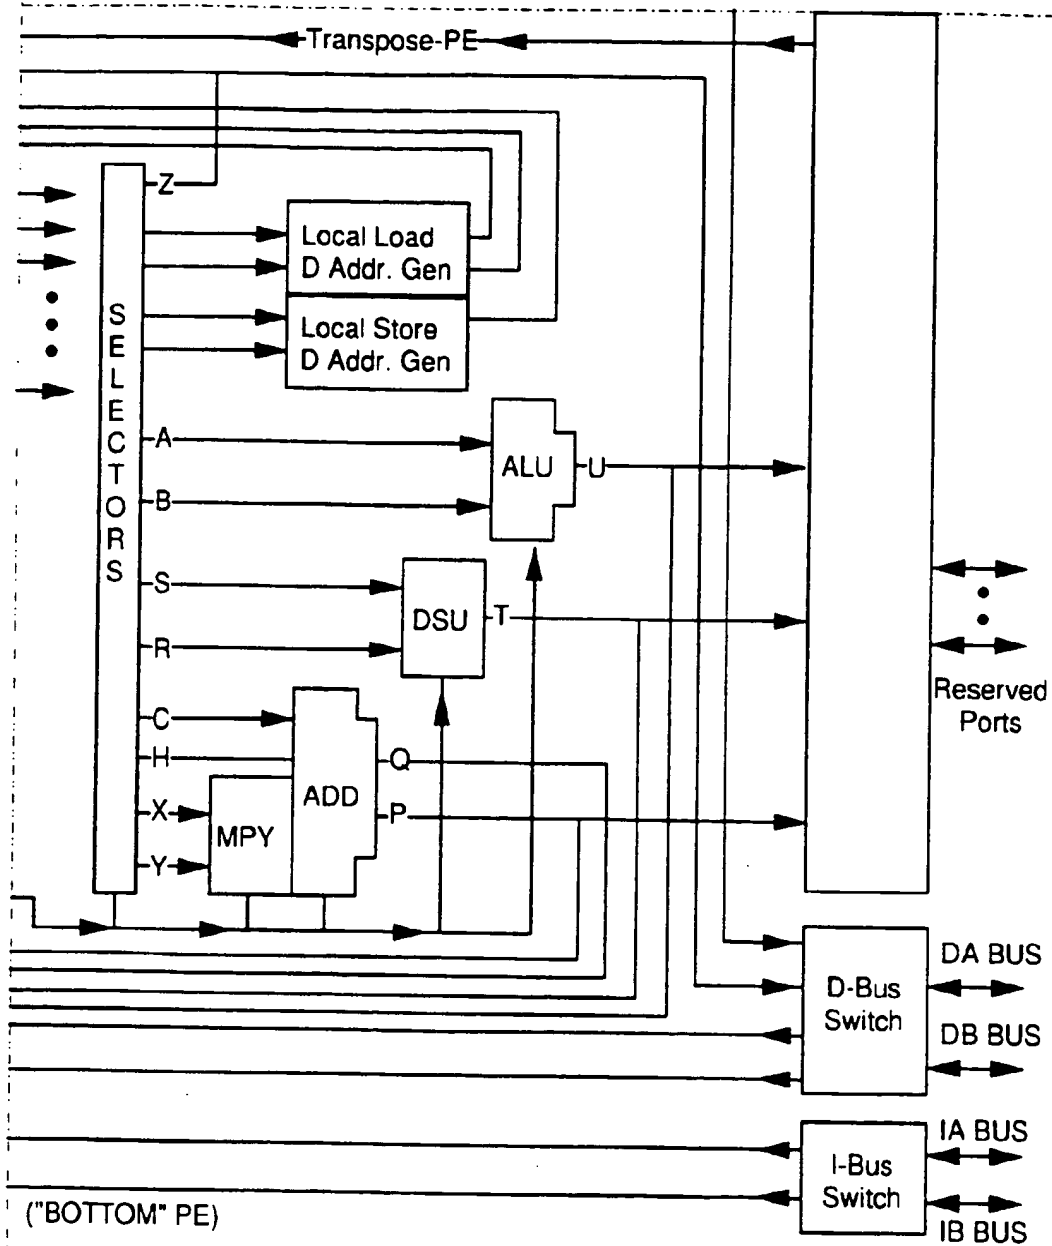 Transpose-PE
Z
Local Load
D Addr. Gen
Local Store
D Addr. Gen
SELECTORS
A
B
ALU
U
S
R
DSU
T
C
H
X
Y
MPY
ADD
Q
P
Reserved
Ports
D-Bus
Switch
DA BUS
DB BUS
I-Bus
Switch
IA BUS
IB BUS
("BOTTOM" PE)